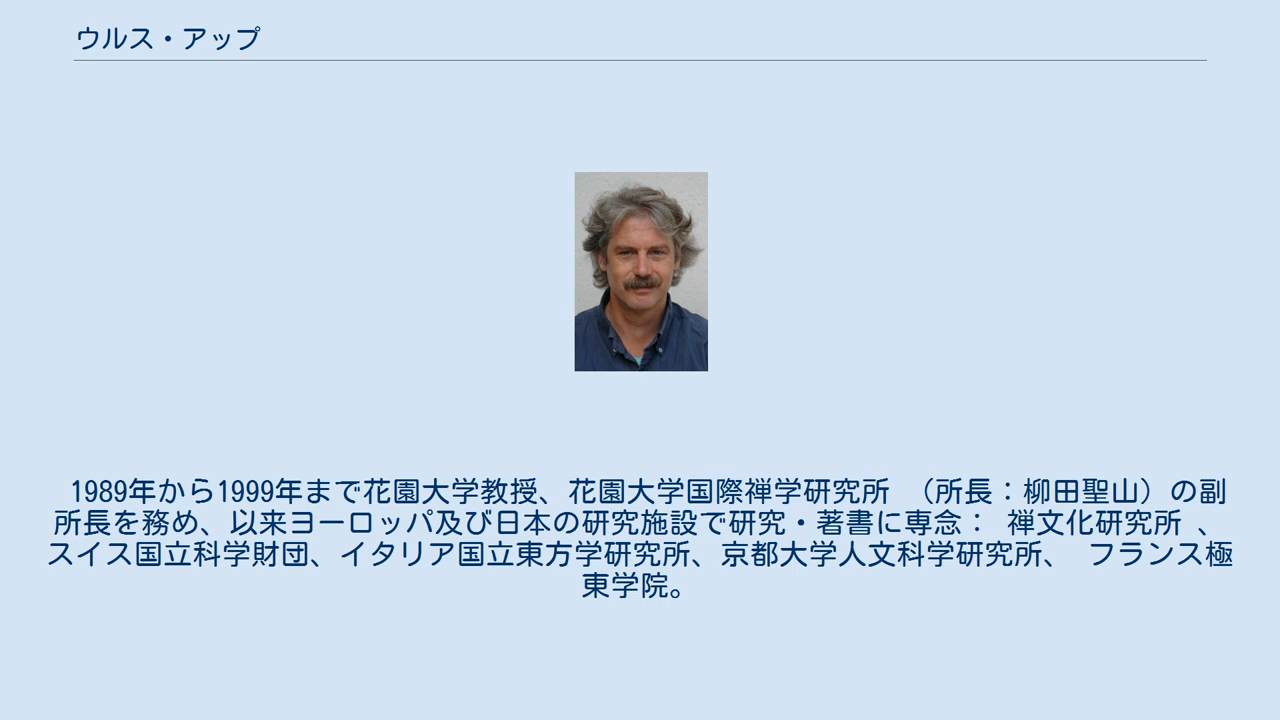 ウルス・アップ
1989年から1999年まで花園大学教授、花園大学国際禅学研究所 （所長：柳田聖山）の副
所長を務め、以来ヨーロッパ及び日本の研究施設で研究・著書に専念： 禅文化研究所 、
スイス国立科学財団、イタリア国立東方学研究所、京都大学人文科学研究所、 フランス極
東学院。